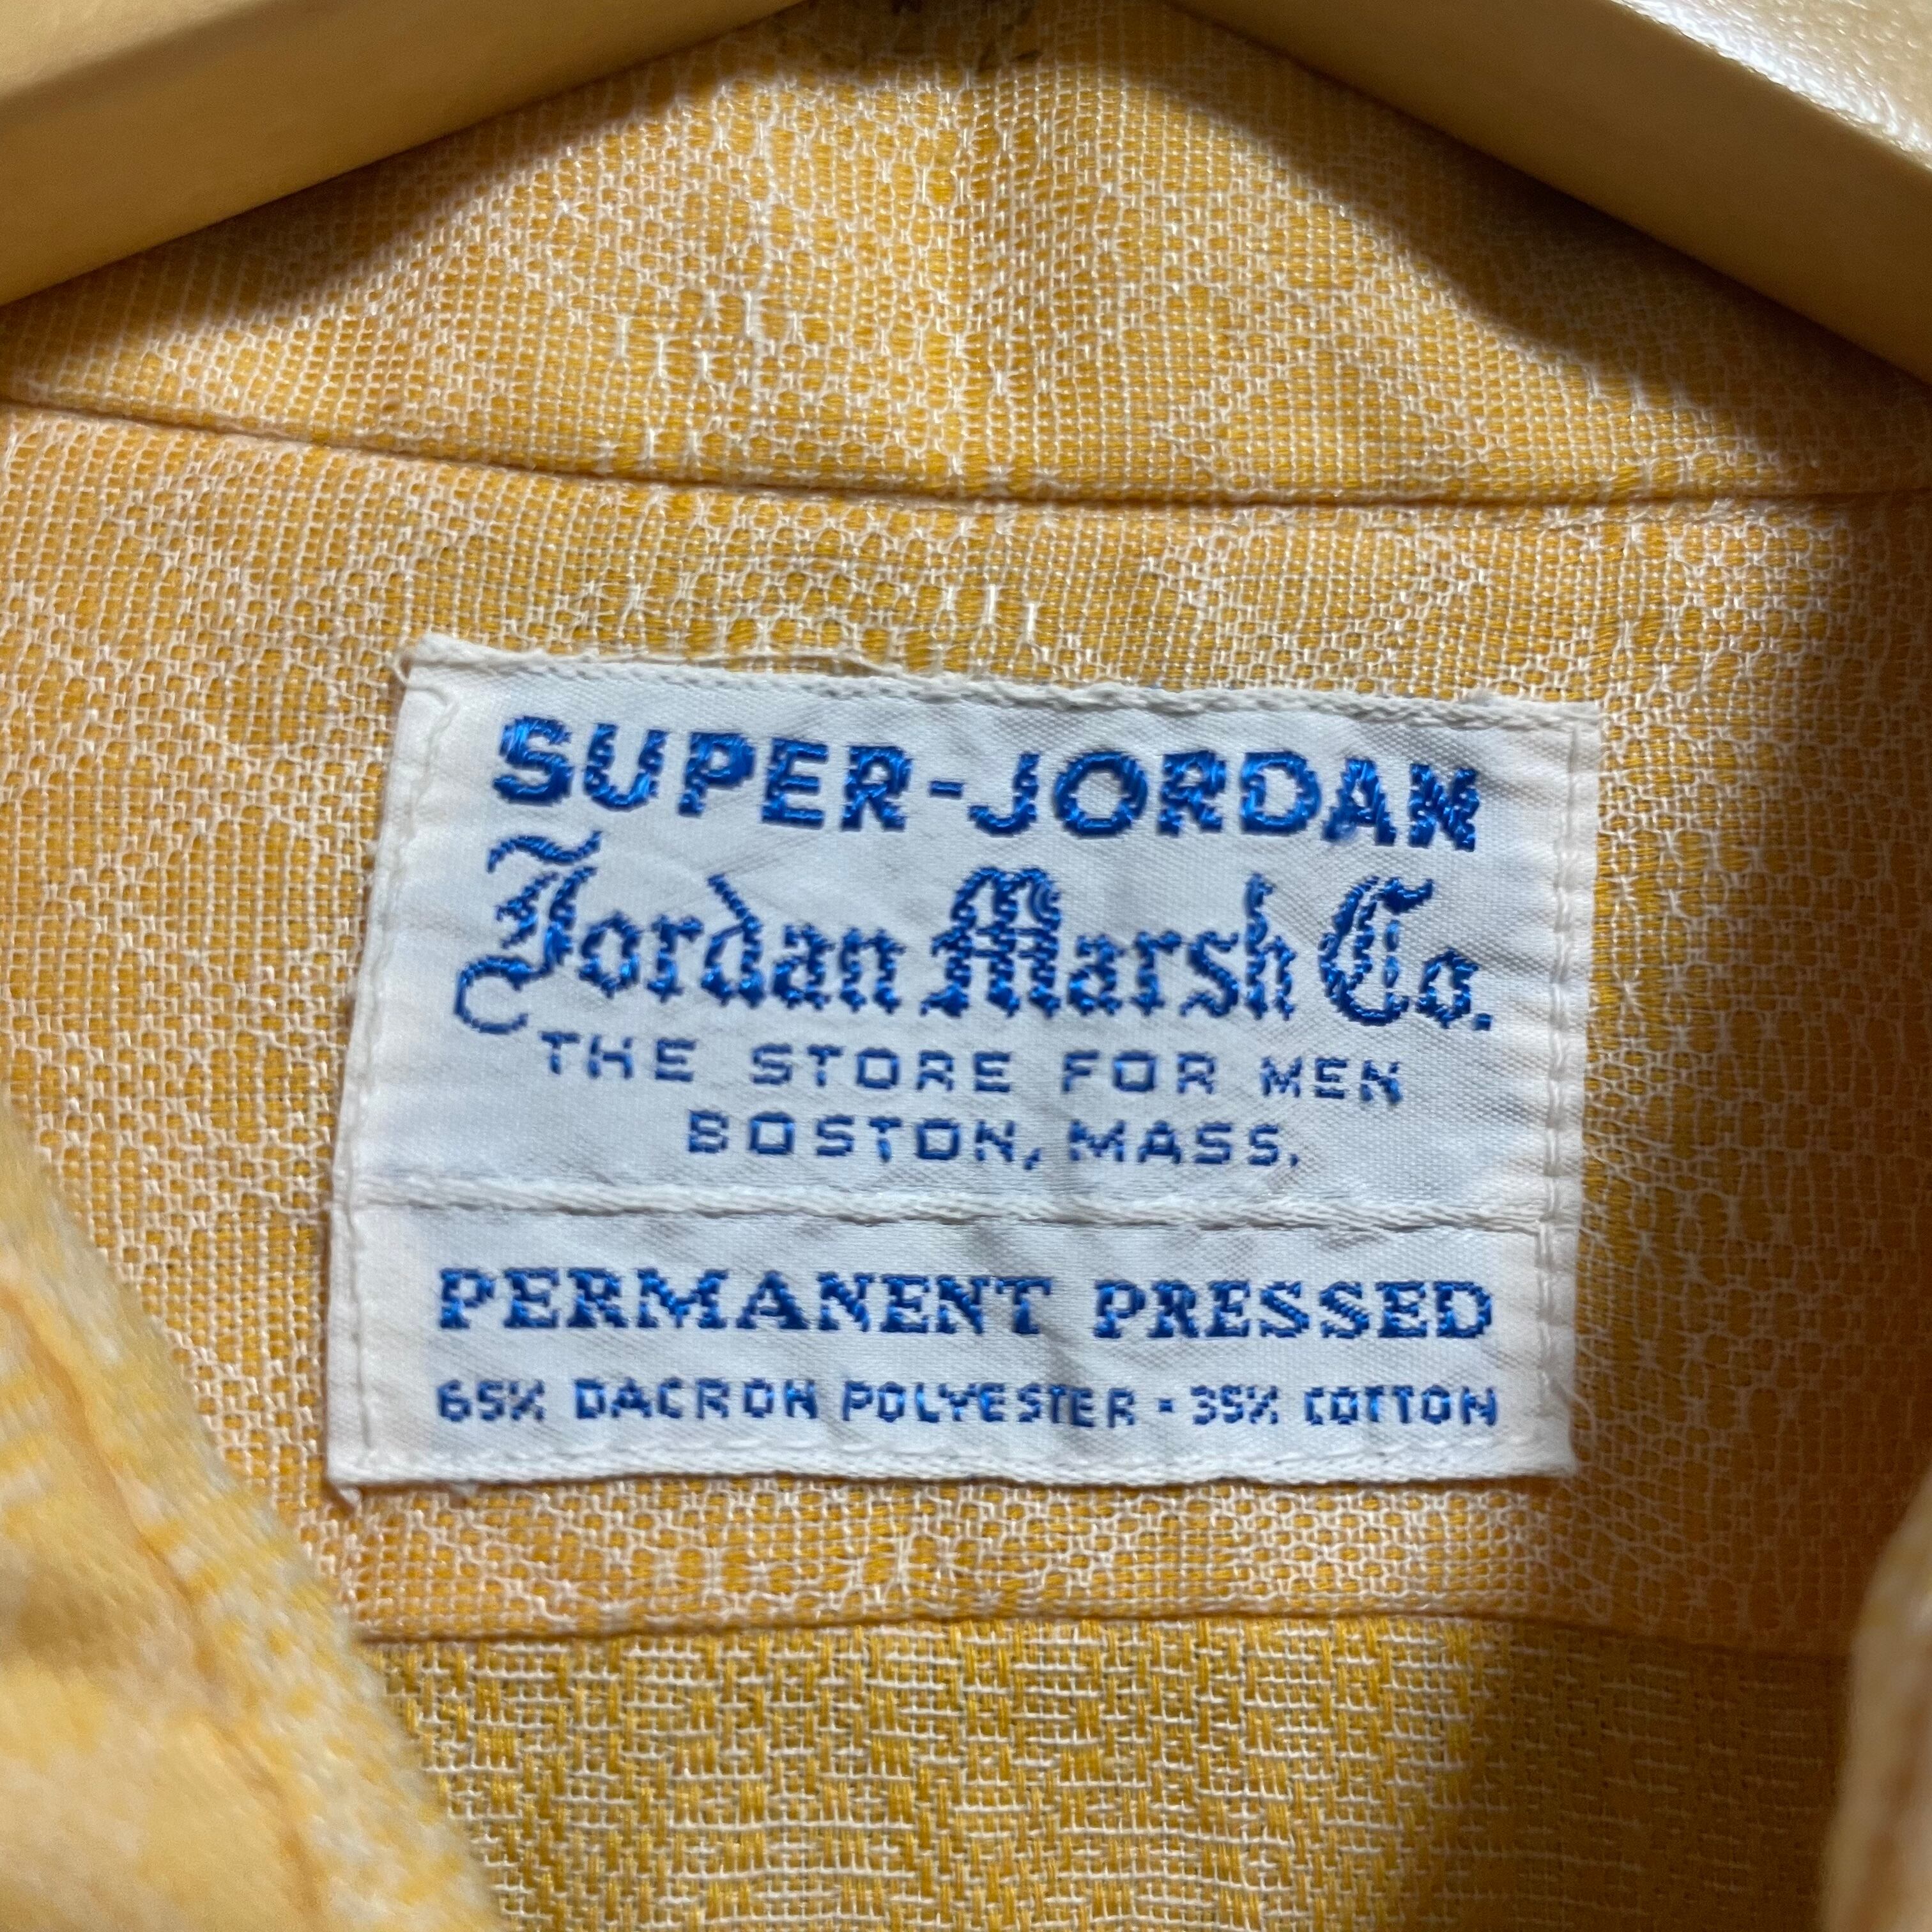 SUPER-JORDAN
Jordan Marsh Co.
THE STORE FOR MEN
BOSTON, MASS.
PERMANENT PRESSED
65% DACRON POLYESTER - 35% COTTON